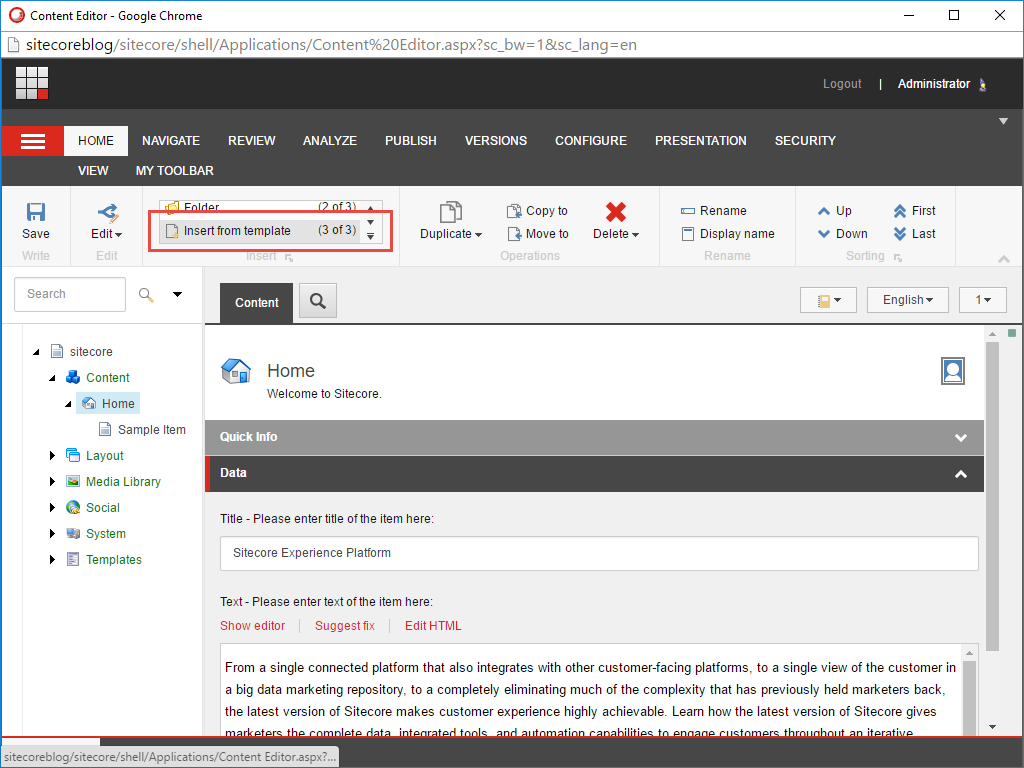 Content Editor - Google Chrome
sitecoreblog/sitecore/shell/Applications/Content%20Editor.aspx?sc_bw=1&sc_lang=en
Logout | Administrator
HOME NAVIGATE REVIEW ANALYZE PUBLISH VERSIONS CONFIGURE PRESENTATION SECURITY
VIEW MY TOOLBAR
Folder (2 of 3)
Insert from template (3 of 3)
Save Edit Duplicate Copy to Move to Delete Rename Display name Up Down First Last
Write Edit Insert Operations Rename Sorting
Search
Content
English
1
sitecore
Content
Home
Sample Item
Layout
Media Library
Social
System
Templates
Home
Welcome to Sitecore.
Quick Info
Data
Title - Please enter title of the item here:
Sitecore Experience Platform
Text - Please enter text of the item here:
Show editor Suggest fix Edit HTML
From a single connected platform that also integrates with other customer-facing platforms, to a single view of the customer in
a big data marketing repository, to a completely eliminating much of the complexity that has previously held marketers back,
the latest version of Sitecore makes customer experience highly achievable. Learn how the latest version of Sitecore gives
marketers the complete data, integrated tools, and automation capabilities to engage customers throughout an iterative
sitecoreblog/sitecore/shell/Applications/Content Editor.aspx?...